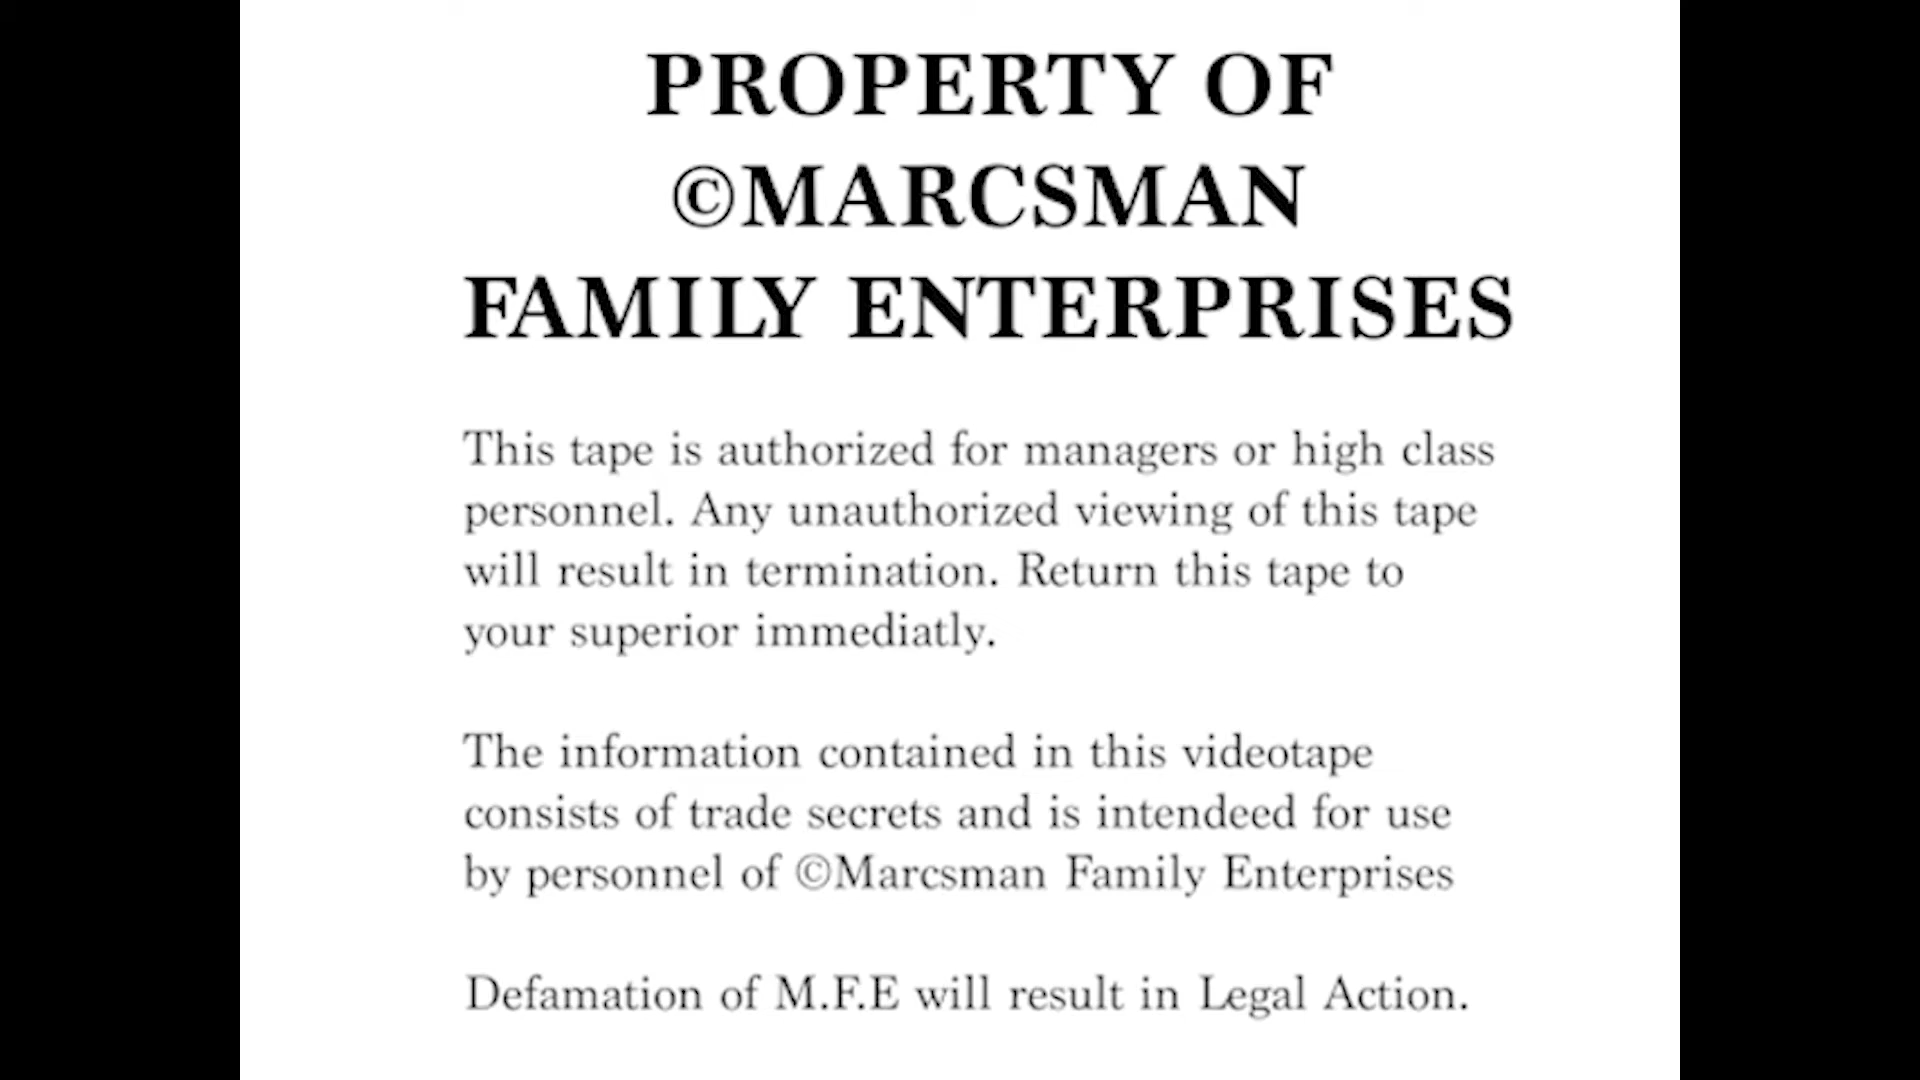 PROPERTY OF
©MARCSMAN
FAMILY ENTERPRISES
This tape is authorized for managers or high class
personnel. Any unauthorized viewing of this tape
will result in termination. Return this tape to
your superior immediatly.
The information contained in this videotape
consists of trade secrets and is intendeed for use
by personnel of ©Marcsman Family Enterprises
Defamation of M.F.E will result in Legal Action.